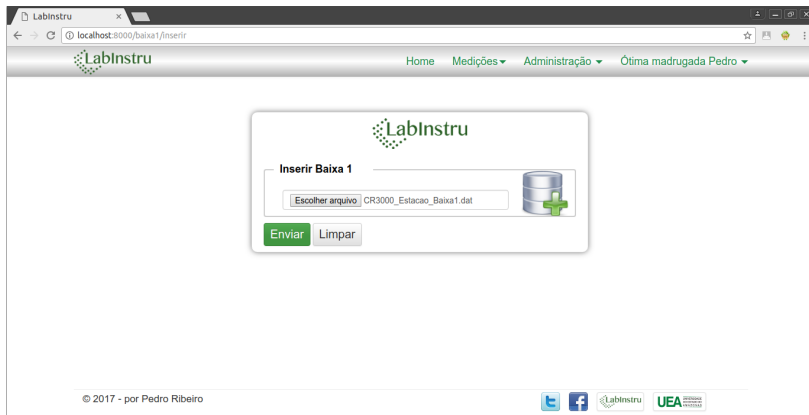 LabInstru
localhost:8000/baixa1/inserir
LabInstru
Home Medições Administração Ótima madrugada Pedro
LabInstru
Inserir Baixa 1
Escolher arquivo CR3000_Estacao_Baixa1.dat
Enviar Limpar
© 2017 - por Pedro Ribeiro
LabInstru
UEA